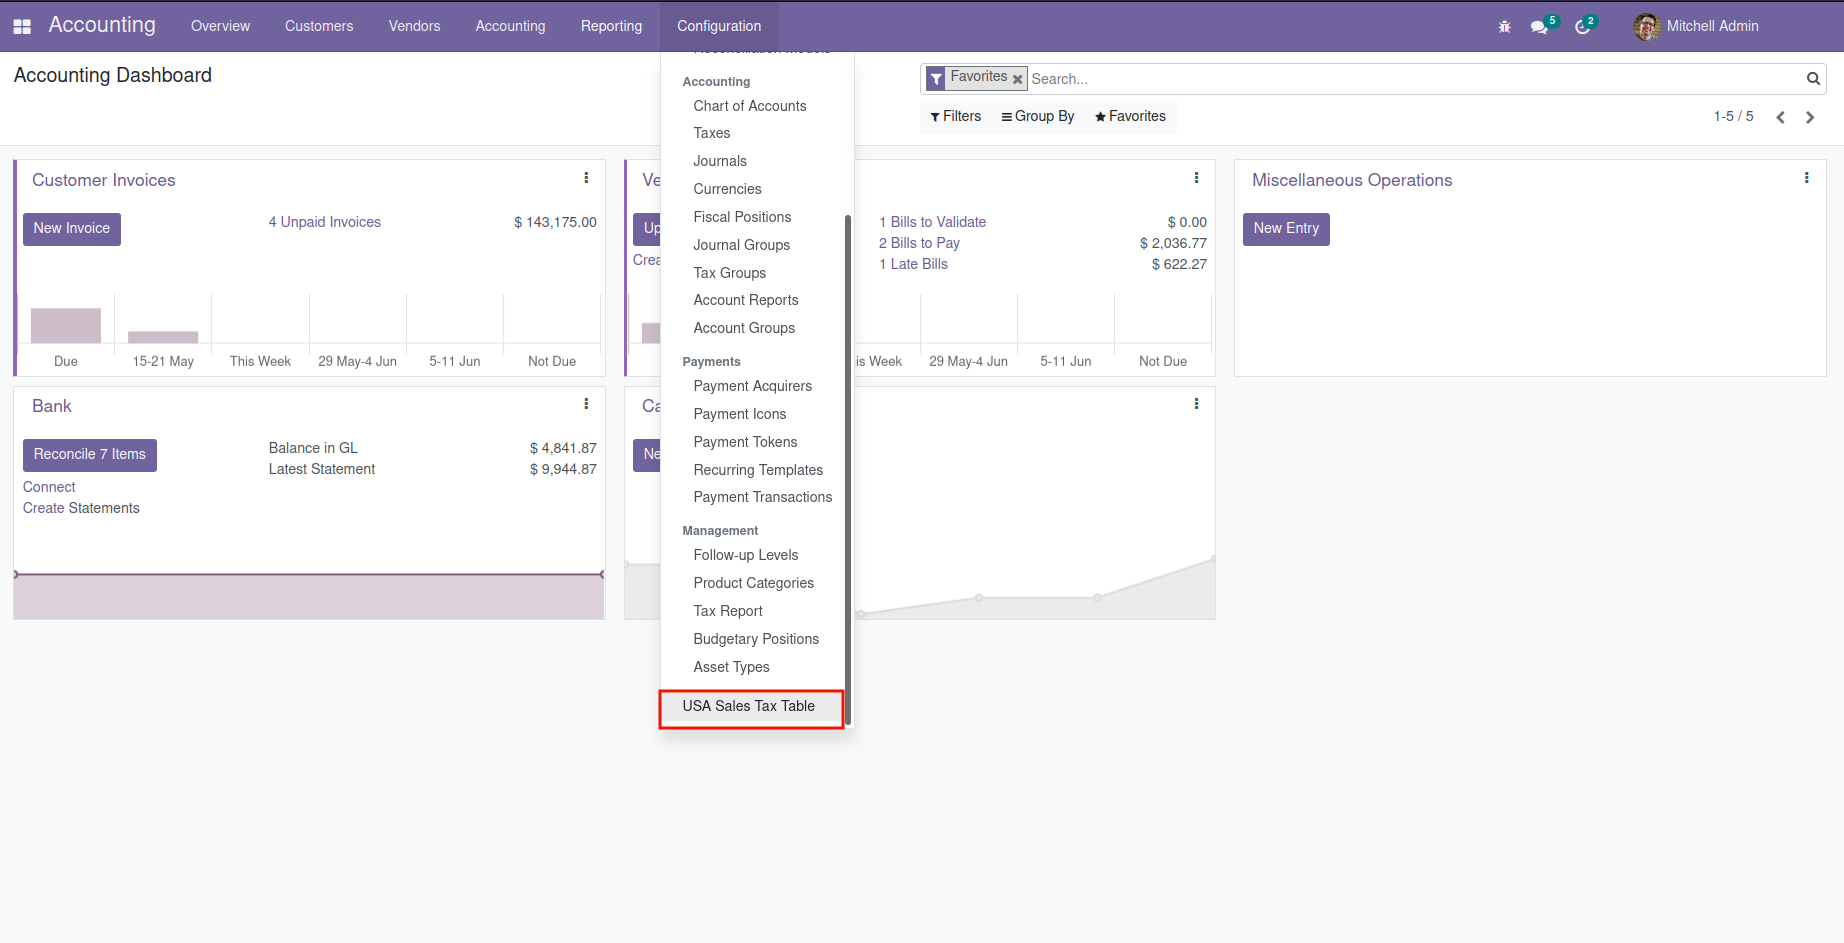 Accounting
Overview
Customers
Vendors
Accounting
Reporting
Configuration
5
2
Mitchell Admin
Accounting Dashboard
Favorites
Search...
Filters
Group By
Favorites
1-5 / 5
Reconciliation Models
Accounting
Chart of Accounts
Taxes
Journals
Currencies
Fiscal Positions
Journal Groups
Tax Groups
Account Reports
Account Groups
Payments
Payment Acquirers
Payment Icons
Payment Tokens
Recurring Templates
Payment Transactions
Management
Follow-up Levels
Product Categories
Tax Report
Budgetary Positions
Asset Types
USA Sales Tax Table
Customer Invoices
New Invoice
4 Unpaid Invoices
$ 143,175.00
Due
15-21 May
This Week
29 May-4 Jun
5-11 Jun
Not Due
Ve
Up
Crea
1 Bills to Validate
$ 0.00
2 Bills to Pay
$ 2,036.77
1 Late Bills
$ 622.27
is Week
29 May-4 Jun
5-11 Jun
Not Due
Miscellaneous Operations
New Entry
Bank
Reconcile 7 Items
Connect
Create Statements
Balance in GL
$ 4,841.87
Latest Statement
$ 9,944.87
Ca
Ne